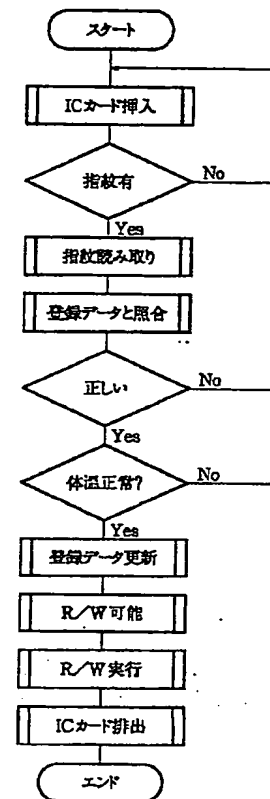 スタート
ICカード挿入
指紋有
No
Yes
指紋読み取り
登録データと照合
正しい
No
Yes
体温正常?
No
Yes
登録データ更新
R/W可能
R/W実行
ICカード排出
エンド